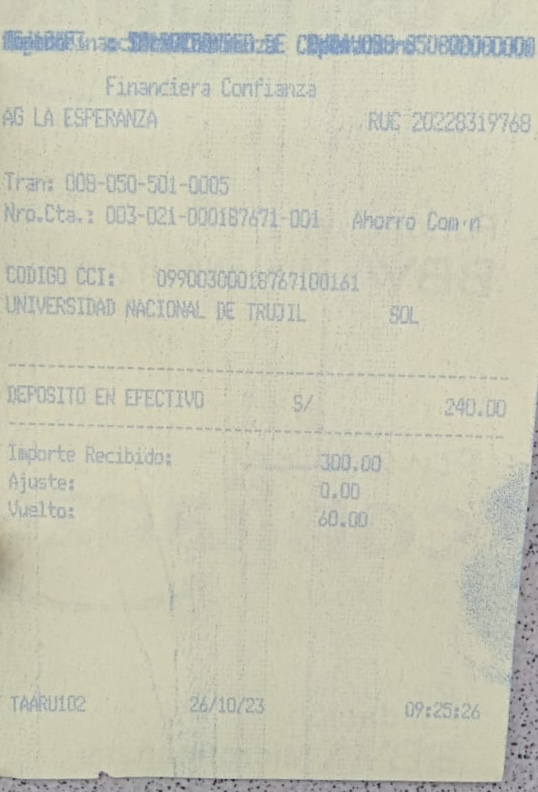 Financiera Confianza
AG LA ESPERANZA RUC 20228319768
Tran: 008-050-501-0005
Nro.Cta.: 003-021-000187671-001 Ahorro
CODIGO CCI: 09900300018767100161
UNIVERSIDAD NACIONAL DE TRUJIL SOL
DEPOSITO EN EFECTIVO S/ 240.00
Importe Recibido: 300.00
Ajuste: 0.00
Vuelto: 60.00
TAARU102 26/10/23 09:25:26